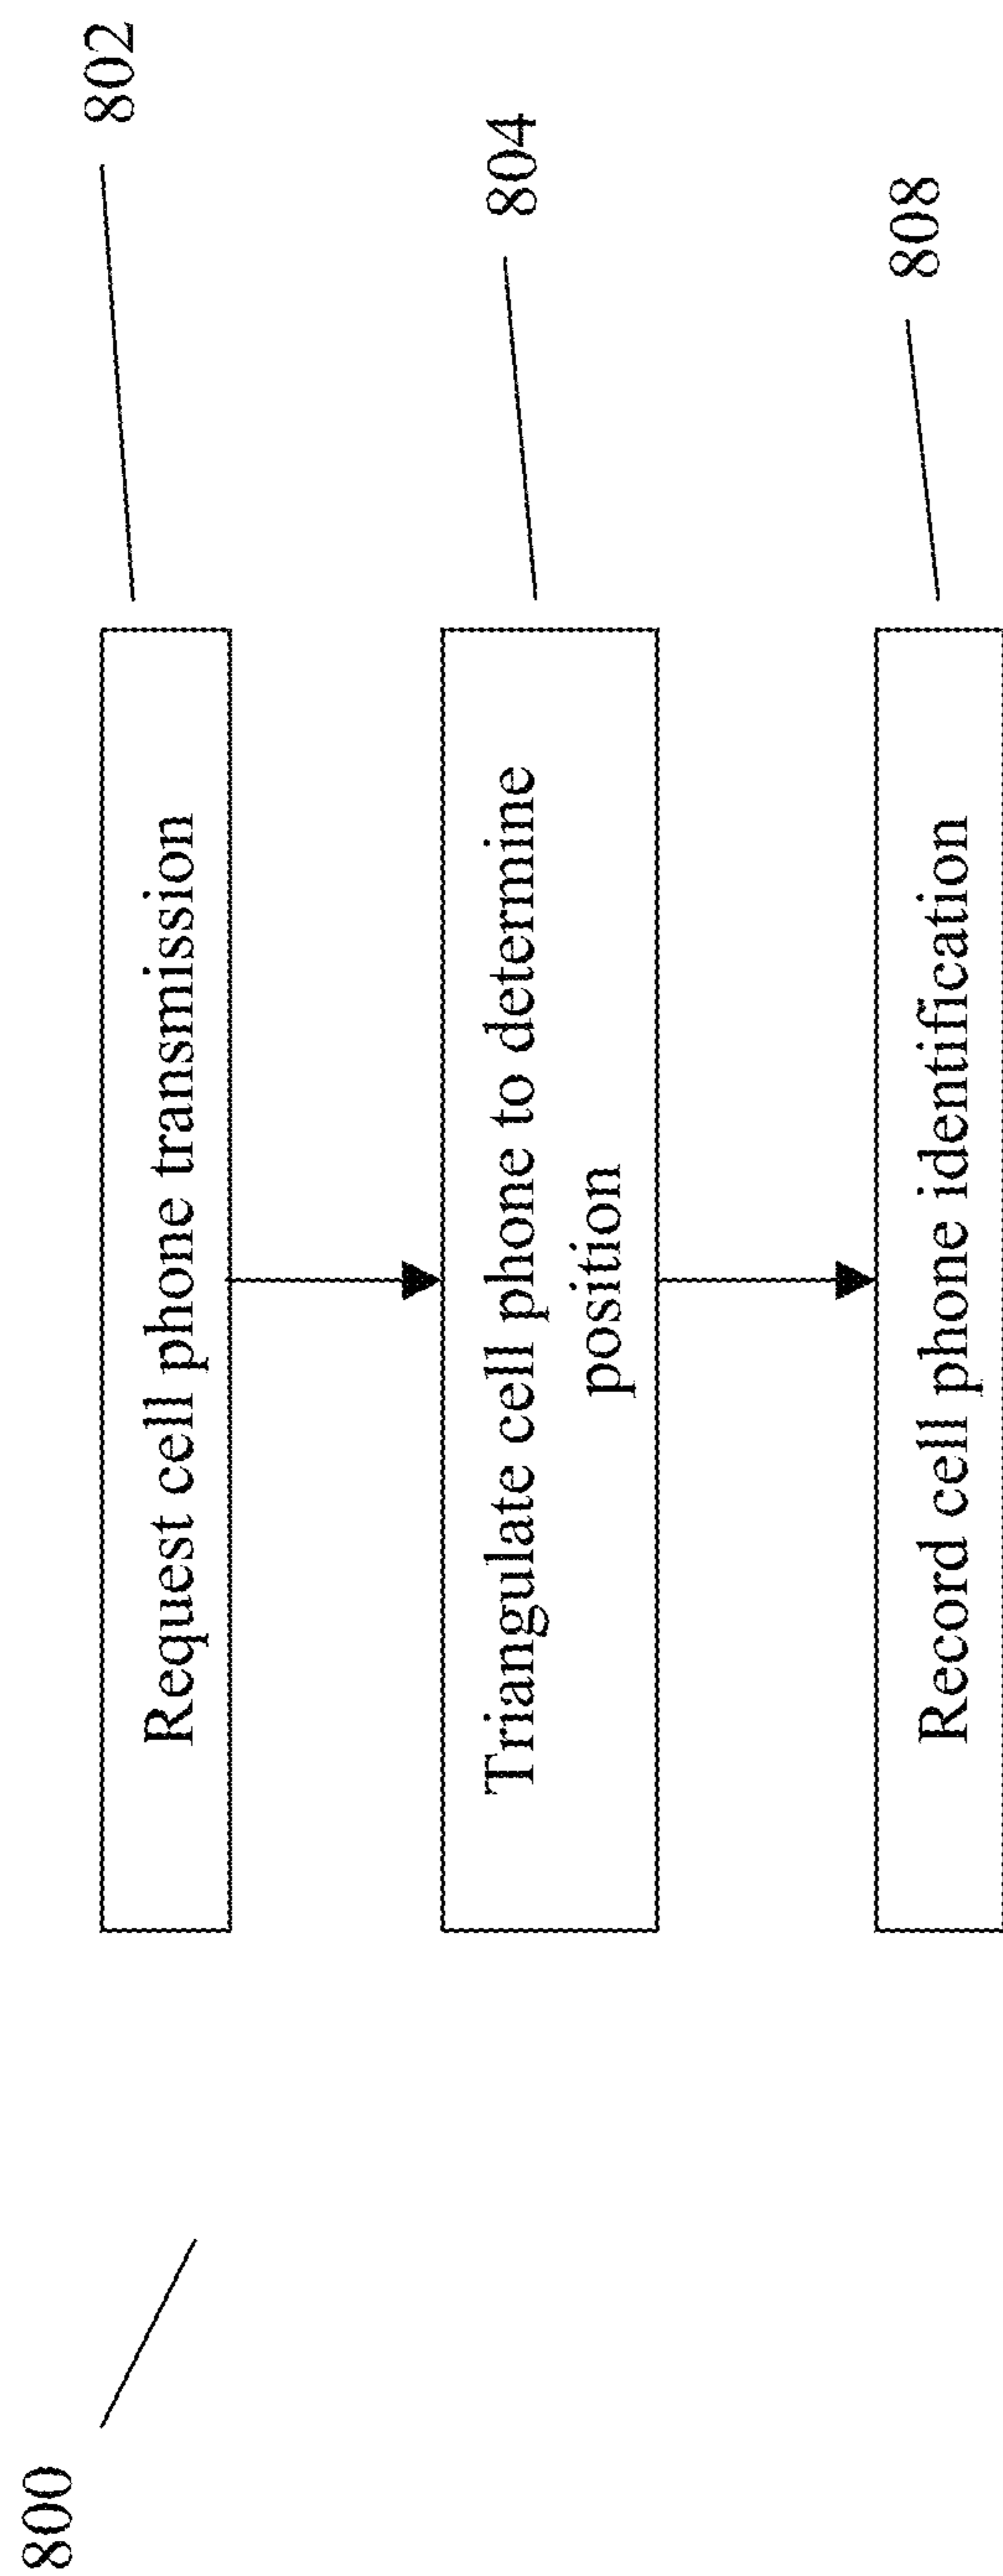 800
802
Request cell phone transmission
804
Triangulate cell phone to determine
position
808
Record cell phone identification